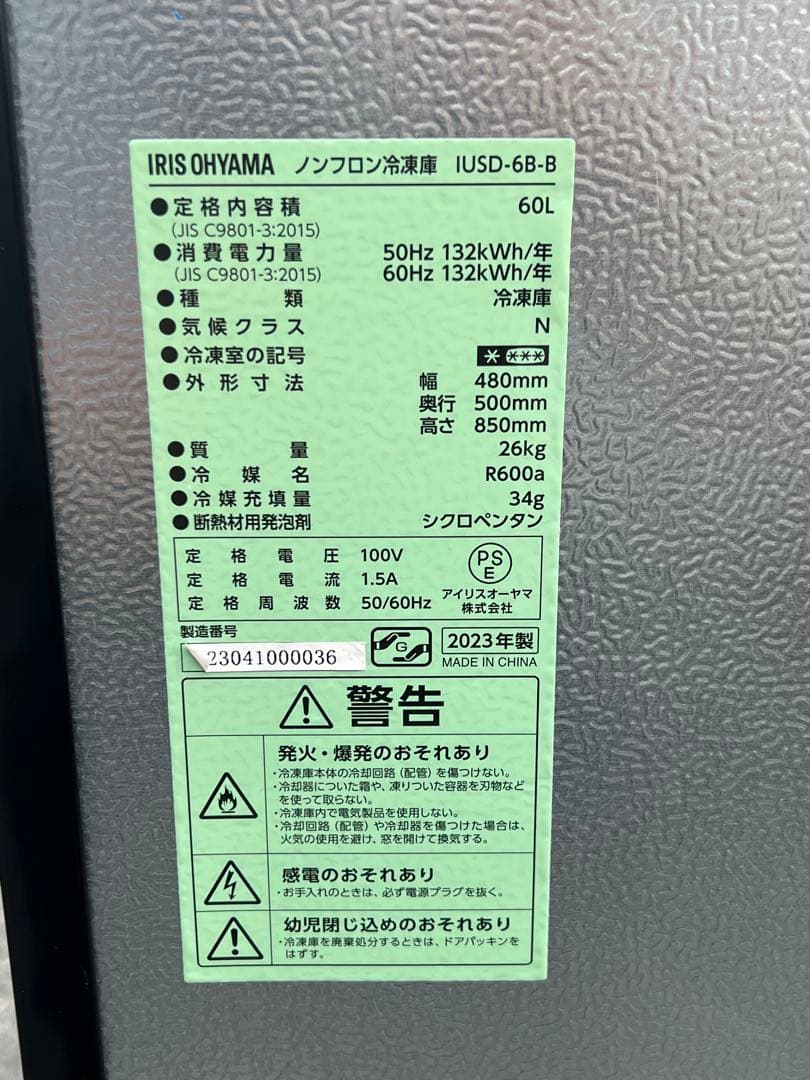 IRIS OHYAMA ノンフロン冷凍庫 IUSD-6B-B
●定格内容積 60L
(JIS C9801-3:2015)
●消費電力量 50Hz 132kWh/年
(JIS C9801-3:2015) 60Hz 132kWh/年
●種類 冷凍庫
●気候クラス N
●冷凍室の記号 * ***
●外形寸法 幅 480mm
奥行 500mm
高さ 850mm
●質量 26kg
●冷媒名 R600a
●冷媒充填量 34g
●断熱材用発泡剤 シクロペンタン
定格電圧 100V
定格電流 1.5A
定格周波数 50/60Hz
PS
E
アイリスオーヤマ
株式会社
製造番号
23041000036
G
2023年製
MADE IN CHINA
警告
発火・爆発のおそれあり
・冷凍庫本体の冷却回路(配管)を傷つけない。
・冷却器についた霜や、凍りついた容器を刃物など
を使って取らない。
・冷凍庫内で電気製品を使用しない。
・冷却回路(配管)や冷却器を傷つけた場合は、
火気の使用を避け、窓を開けて換気する。
感電のおそれあり
・お手入れのときは、必ず電源プラグを抜く。
幼児閉じ込めのおそれあり
・冷凍庫を廃棄処分するときは、ドアパッキンを
はずす。